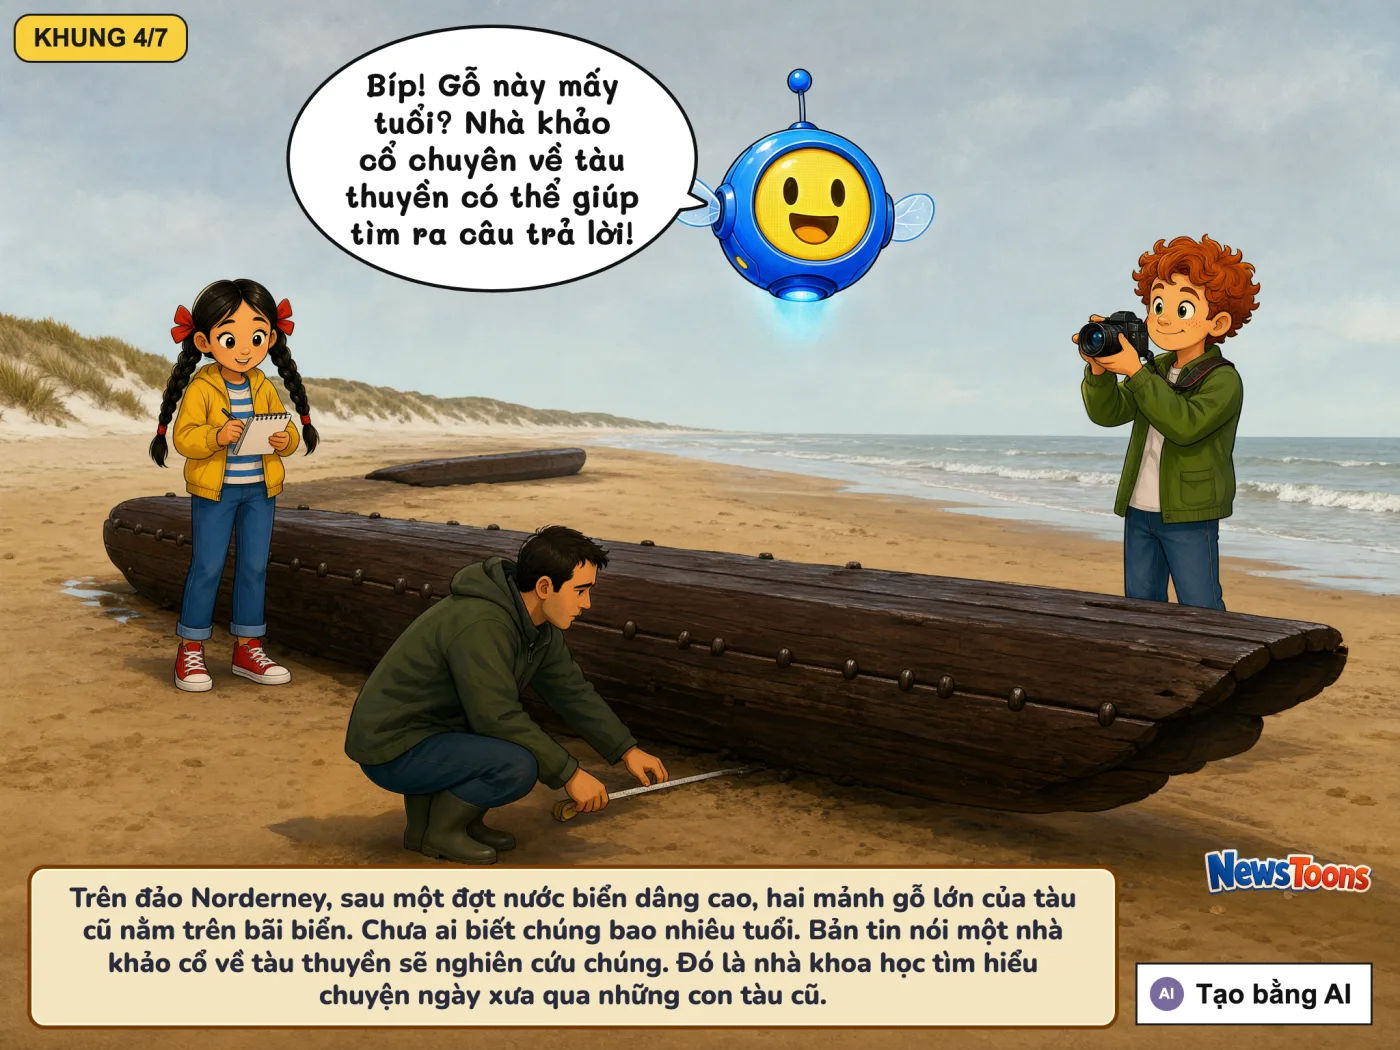 KHUNG 4/7
Bíp! Gỗ này mấy
tuổi? Nhà khảo
cổ chuyên về tàu
thuyền có thể giúp
tìm ra câu trả lời!
NewsToons
Trên đảo Norderney, sau một đợt nước biển dâng cao, hai mảnh gỗ lớn của tàu
cũ nằm trên bãi biển. Chưa ai biết chúng bao nhiêu tuổi. Bản tin nói một nhà
khảo cổ về tàu thuyền sẽ nghiên cứu chúng. Đó là nhà khoa học tìm hiểu
chuyện ngày xưa qua những con tàu cũ.
AI Tạo bằng AI